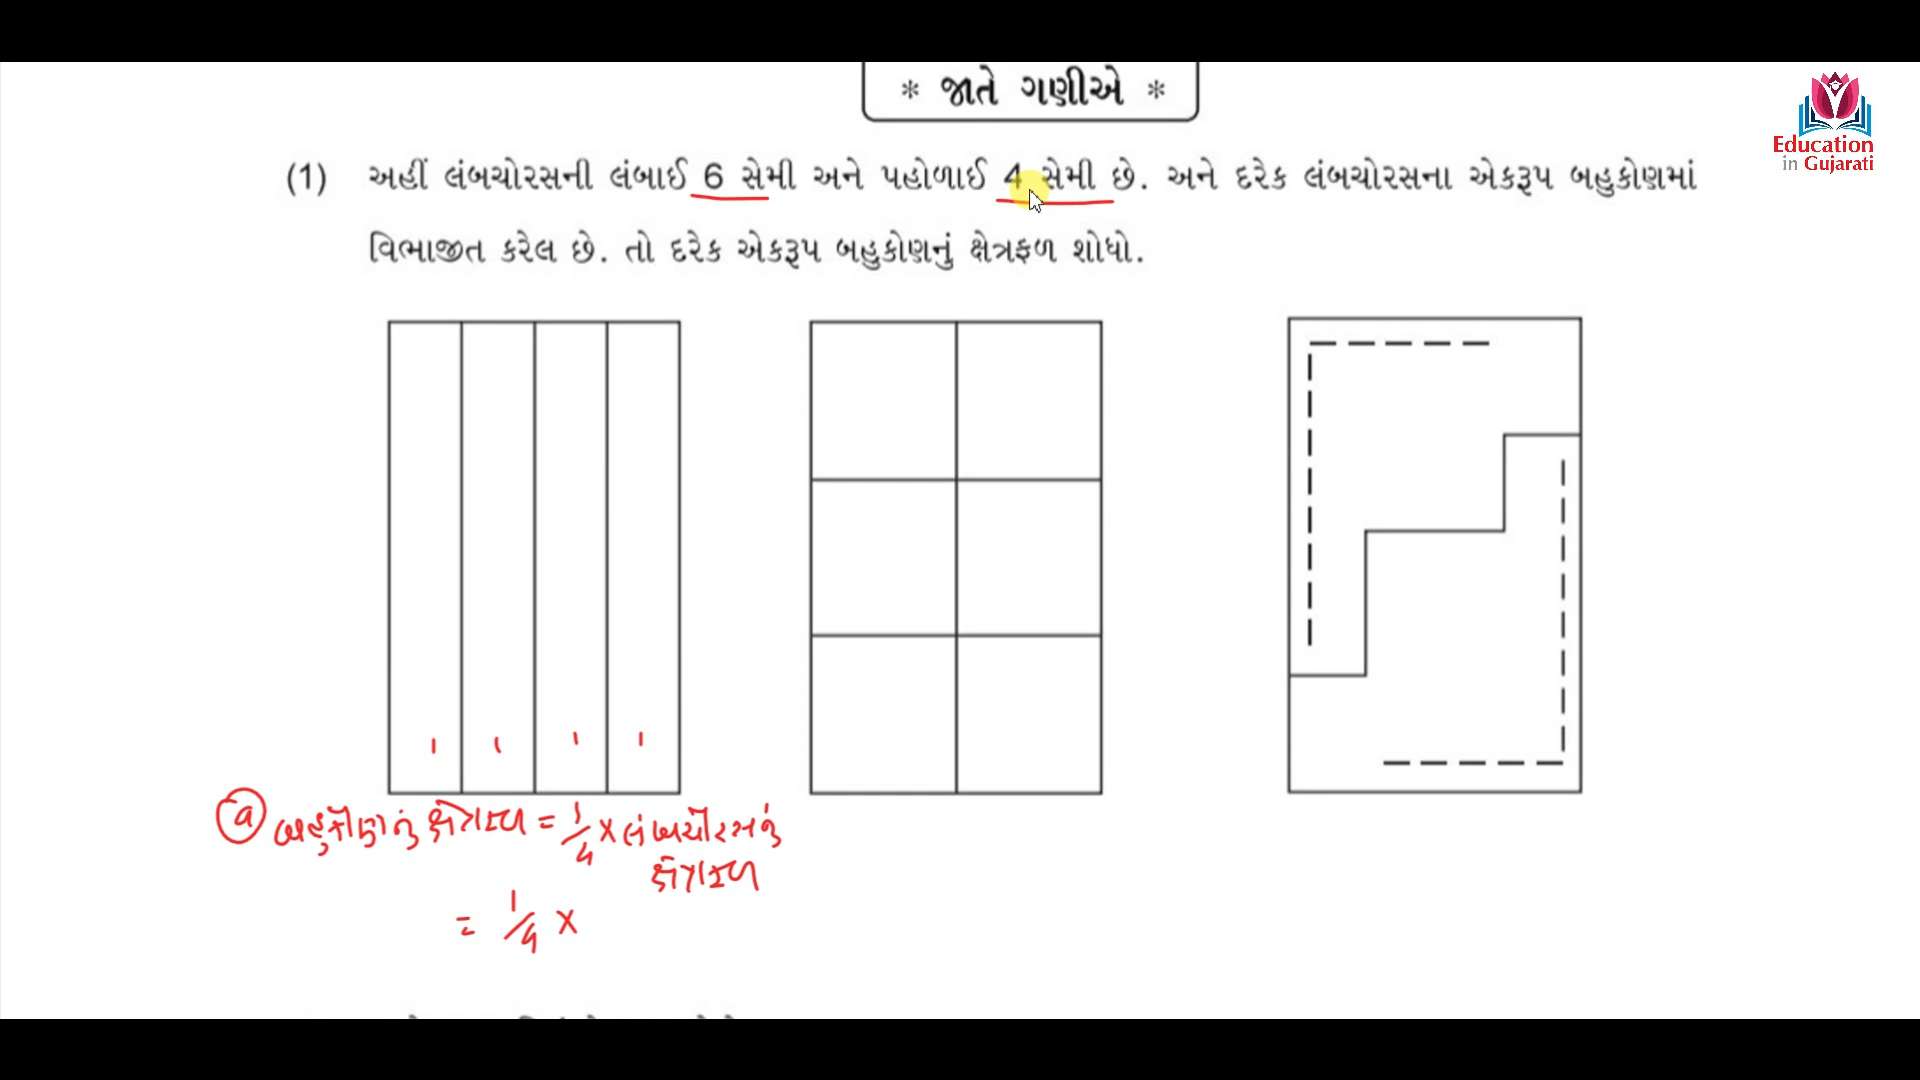 * જાતે ગણીએ *
Education
in Gujarati
(1) અહીં લંબચોરસની લંબાઈ 6 સેમી અને પહોળાઈ 4 સેમી છે. અને દરેક લંબચોરસના એકરૂપ બહુકોણમાં
વિભાજીત કરેલ છે. તો દરેક એકરૂપ બહુકોણનું ક્ષેત્રફળ શોધો.
a બહુકોણનું ક્ષેત્રફળ = 1/4 × લંબચોરસનું
ક્ષેત્રફળ
= 1/4 ×